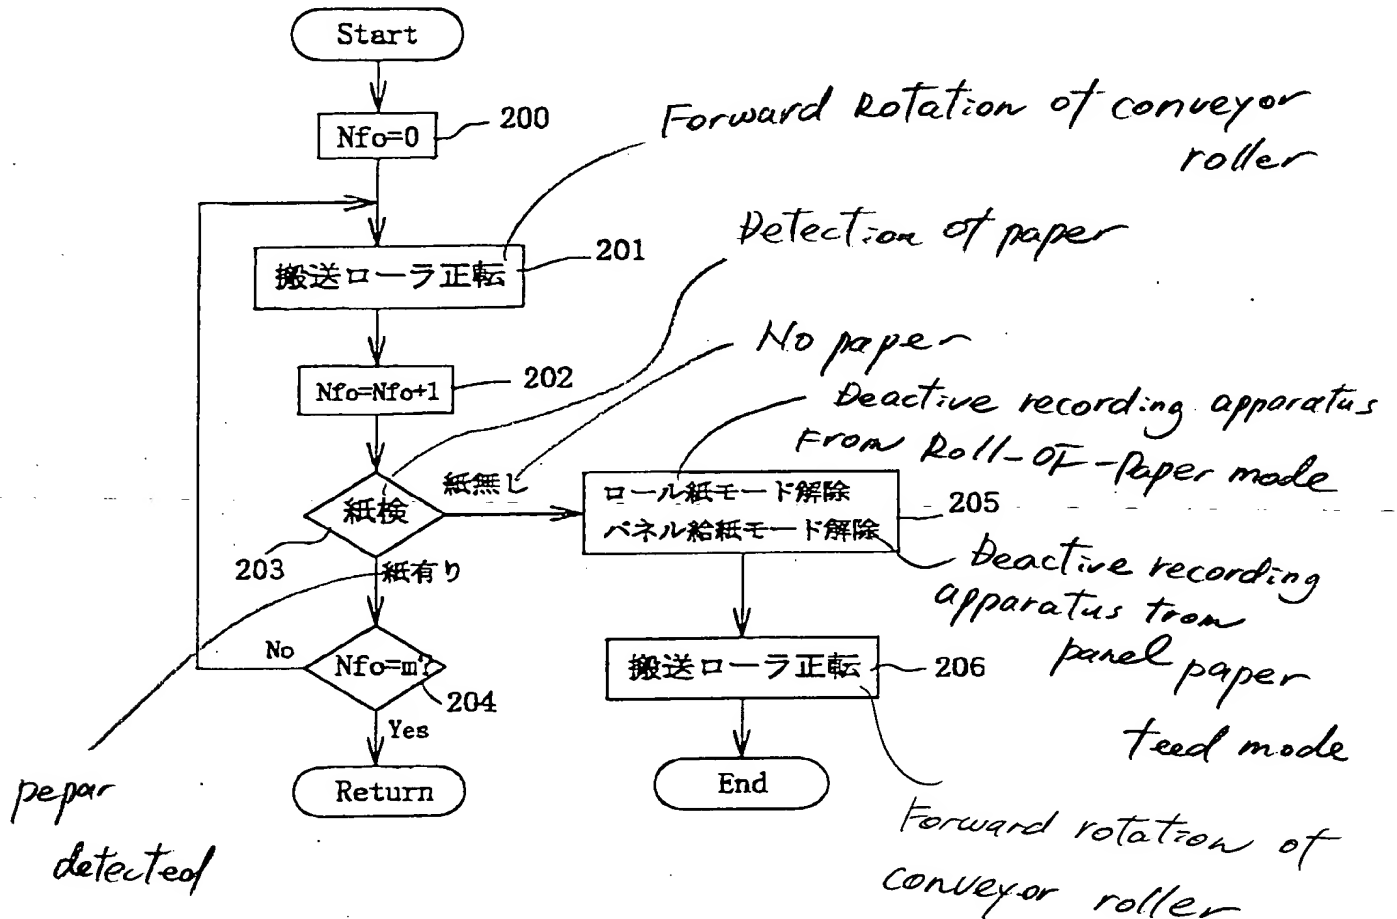 Start
Nfo=0
200
Forward Rotation of conveyor
roller
搬送ローラ正転
201
Detection of paper
Nfo=Nfo+1
202
No paper
Deactive recording apparatus
From Roll-OF-Paper mode
紙検
203
紙無し
ロール紙モード解除
パネル給紙モード解除
205
Deactive recording
apparatus from
panel paper
feed mode
紙有り
pepar
detected
No
Nfo=m?
204
Yes
搬送ローラ正転
206
Return
End
Forward rotation of
conveyor roller